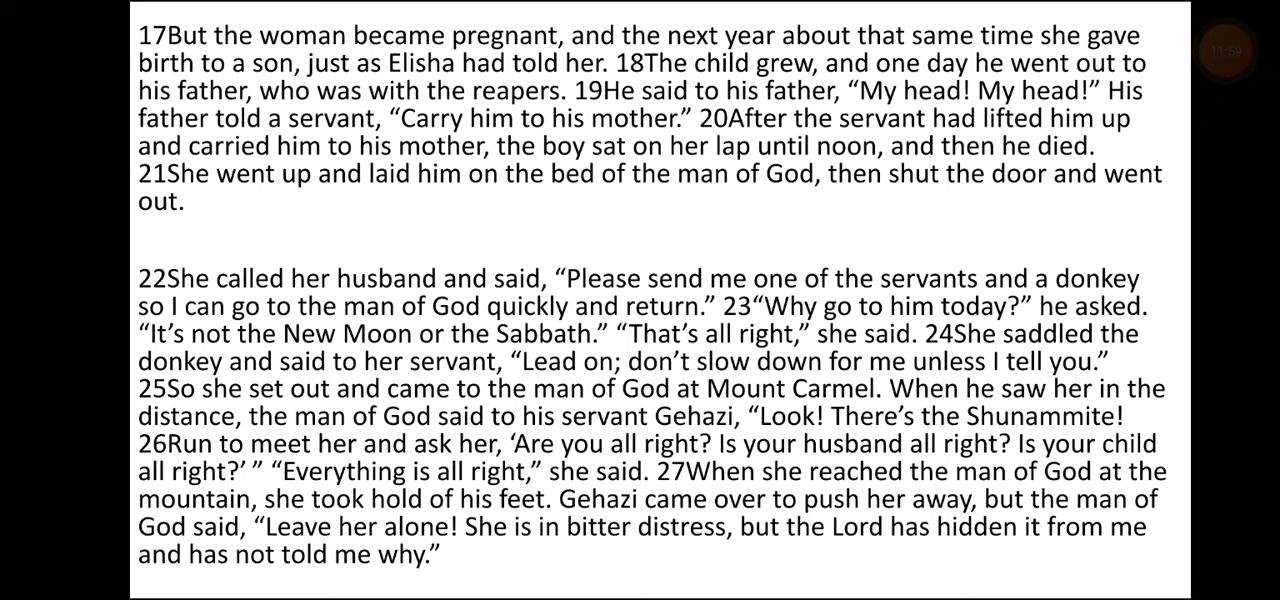 17But the woman became pregnant, and the next year about that same time she gave
birth to a son, just as Elisha had told her. 18The child grew, and one day he went out to
his father, who was with the reapers. 19He said to his father, “My head! My head!” His
father told a servant, “Carry him to his mother.” 20After the servant had lifted him up
and carried him to his mother, the boy sat on her lap until noon, and then he died.
21She went up and laid him on the bed of the man of God, then shut the door and went
out.
22She called her husband and said, “Please send me one of the servants and a donkey
so I can go to the man of God quickly and return.” 23“Why go to him today?” he asked.
“It’s not the New Moon or the Sabbath.” “That’s all right,” she said. 24She saddled the
donkey and said to her servant, “Lead on; don’t slow down for me unless I tell you.”
25So she set out and came to the man of God at Mount Carmel. When he saw her in the
distance, the man of God said to his servant Gehazi, “Look! There’s the Shunammite!
26Run to meet her and ask her, ‘Are you all right? Is your husband all right? Is your child
all right?’ ” “Everything is all right,” she said. 27When she reached the man of God at the
mountain, she took hold of his feet. Gehazi came over to push her away, but the man of
God said, “Leave her alone! She is in bitter distress, but the Lord has hidden it from me
and has not told me why.”
11:59